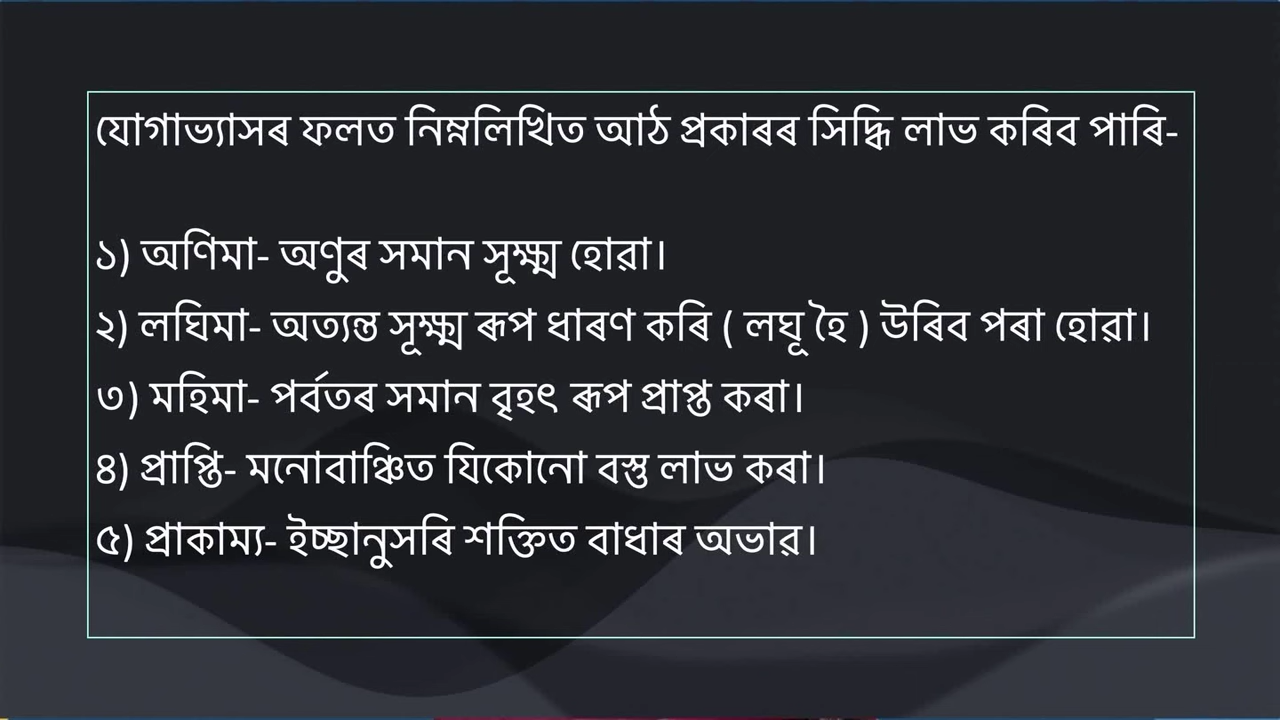 যোগাভ্যাসৰ ফলত নিম্নলিখিত আঠ প্ৰকাৰৰ সিদ্ধি লাভ কৰিব পাৰি-
১) অণিমা- অণুৰ সমান সূক্ষ্ম হোৱা।
২) লঘিমা- অত্যন্ত সূক্ষ্ম ৰূপ ধাৰণ কৰি ( লঘূ হৈ ) উৰিব পৰা হোৱা।
৩) মহিমা- পৰ্বতৰ সমান বৃহৎ ৰূপ প্ৰাপ্ত কৰা।
৪) প্ৰাপ্তি- মনোবাঞ্চিত যিকোনো বস্তু লাভ কৰা।
৫) প্ৰাকাম্য- ইচ্ছানুসৰি শক্তিত বাধাৰ অভাৱ।